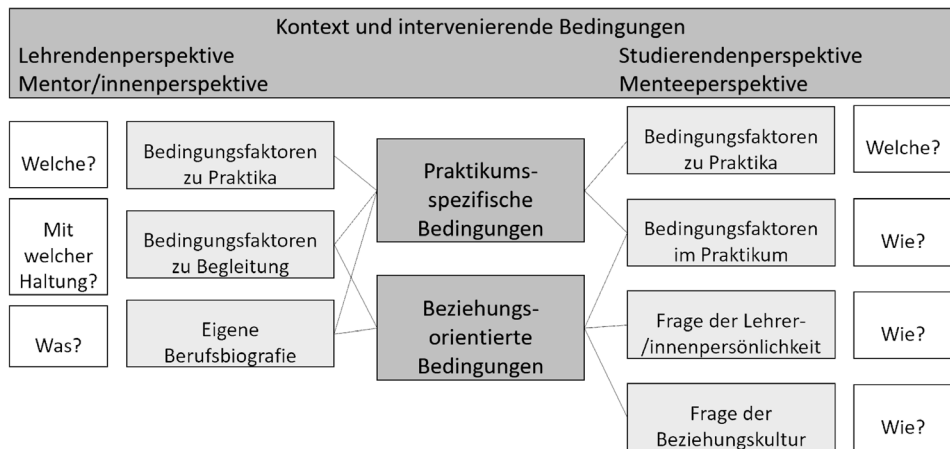 Kontext und intervenierende Bedingungen
Lehrendenperspektive
Mentor/innenperspektive
Studierendenperspektive
Menteeperspektive
Welche?
Bedingungsfaktoren
zu Praktika
Mit
welcher
Haltung?
Bedingungsfaktoren
zu Begleitung
Was?
Eigene
Berufsbiografie
Praktikums-
spezifische
Bedingungen
Beziehungs-
orientierte
Bedingungen
Bedingungsfaktoren
zu Praktika
Welche?
Bedingungsfaktoren
im Praktikum
Wie?
Frage der Lehrer-
/innenpersönlichkeit
Wie?
Frage der
Beziehungskultur
Wie?